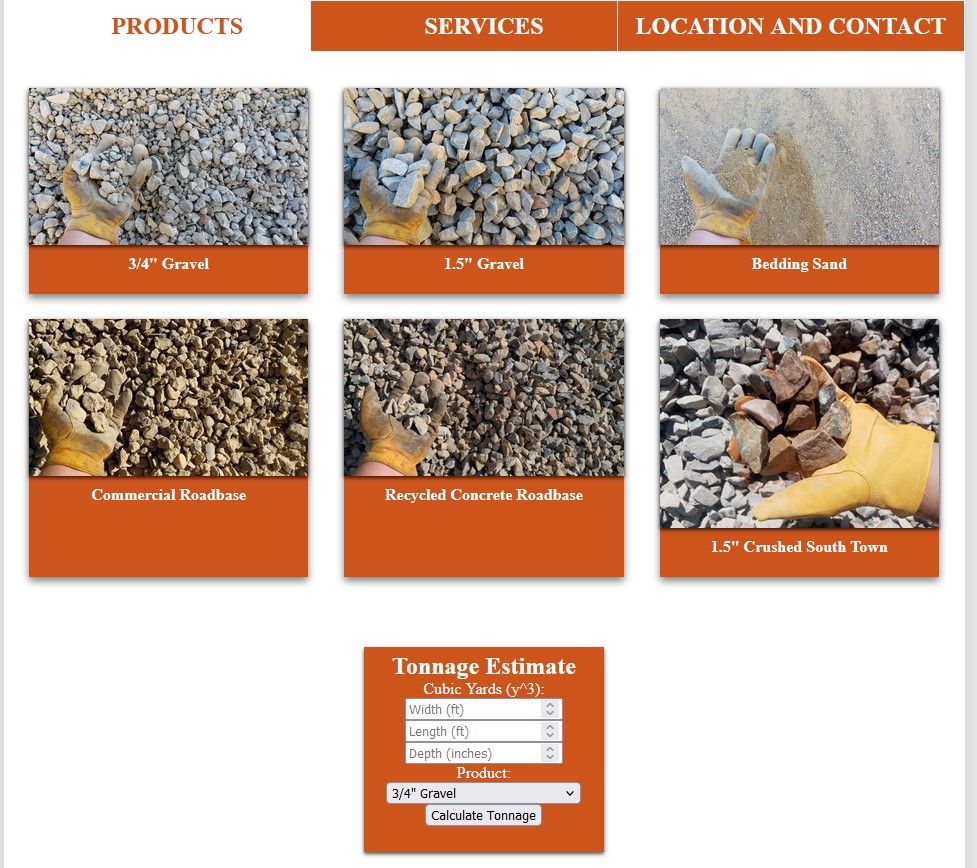 PRODUCTS
SERVICES
LOCATION AND CONTACT
3/4" Gravel
1.5" Gravel
Bedding Sand
Commercial Roadbase
Recycled Concrete Roadbase
1.5" Crushed South Town
Tonnage Estimate
Cubic Yards (y^3):
Width (ft)
Length (ft)
Depth (inches)
Product:
3/4" Gravel
Calculate Tonnage